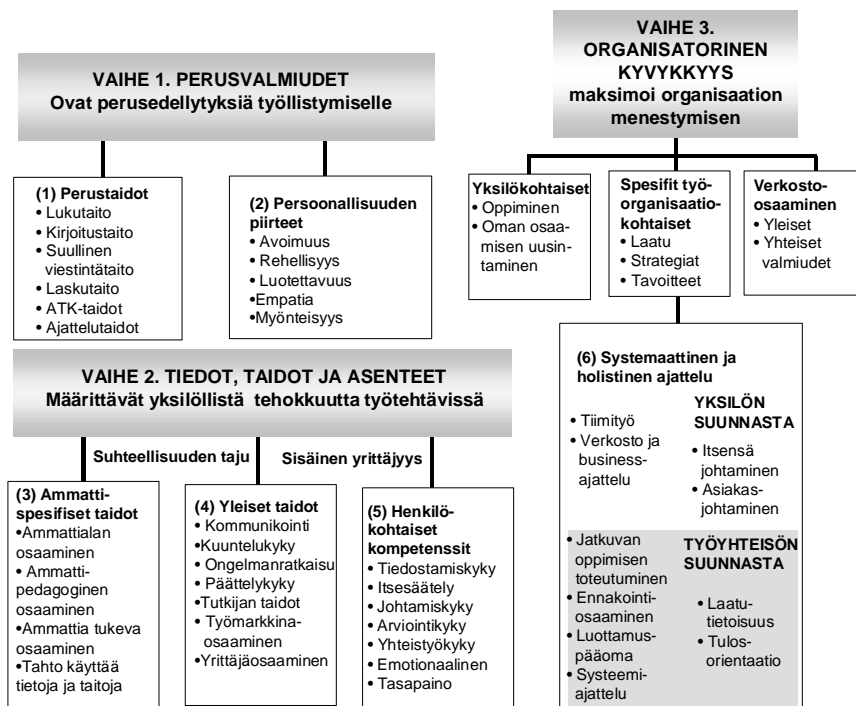 VAIHE 1. PERUSVALMIUDET
Ovat perusedellytyksiä työllistymiselle
(1) Perustaidot
• Lukutaito
• Kirjoitustaito
• Suullinen
viestintätaito
• Laskutaito
• ATK-taidot
• Ajattelutaidot
(2) Persoonallisuuden
piirteet
• Avoimuus
• Rehellisyys
• Luotettavuus
•Empatia
•Myönteisyys
VAIHE 2. TIEDOT, TAIDOT JA ASENTEET
Määrittävät yksilöllistä tehokkuutta työtehtävissä
Suhteellisuuden taju
Sisäinen yrittäjyys
(3) Ammatti-
spesifiset taidot
•Ammattialan
osaaminen
• Ammatti-
pedagoginen
osaaminen
•Ammattia tukeva
osaaminen
•Tahto käyttää
tietoja ja taitoja
(4) Yleiset taidot
• Kommunikointi
•Kuuntelukyky
• Ongelmanratkaisu
• Päättelykyky
•Tutkijan taidot
• Työmarkkina-
osaaminen
•Yrittäjäosaaminen
(5) Henkilö-
kohtaiset
kompetenssit
• Tiedostamiskyky
• Itsesäätely
• Johtamiskyky
• Arviointikyky
• Yhteistyökyky
• Emotionaalinen
• Tasapaino
VAIHE 3.
ORGANISATORINEN
KYVYKKYYS
maksimoi organisaation
menestymisen
Yksilökohtaiset
• Oppiminen
• Oman osaa-
misen uusin-
taminen
Spesifit työ-
organisaatio-
kohtaiset
• Laatu
• Strategiat
• Tavoitteet
Verkosto-
osaaminen
• Yleiset
• Yhteiset
valmiudet
(6) Systemaattinen ja
holistinen ajattelu
• Tiimityö
• Verkosto ja
business-
ajattelu
YKSILÖN
SUUNNASTA
• Itsensä
johtaminen
• Asiakas-
johtaminen
• Jatkuvan
oppimisen
toteutuminen
• Ennakointi-
osaaminen
•Luottamus-
pääoma
• Systeemi-
ajattelu
TYÖYHTEISÖN
SUUNNASTA
• Laatu-
tietoisuus
• Tulos-
orientaatio